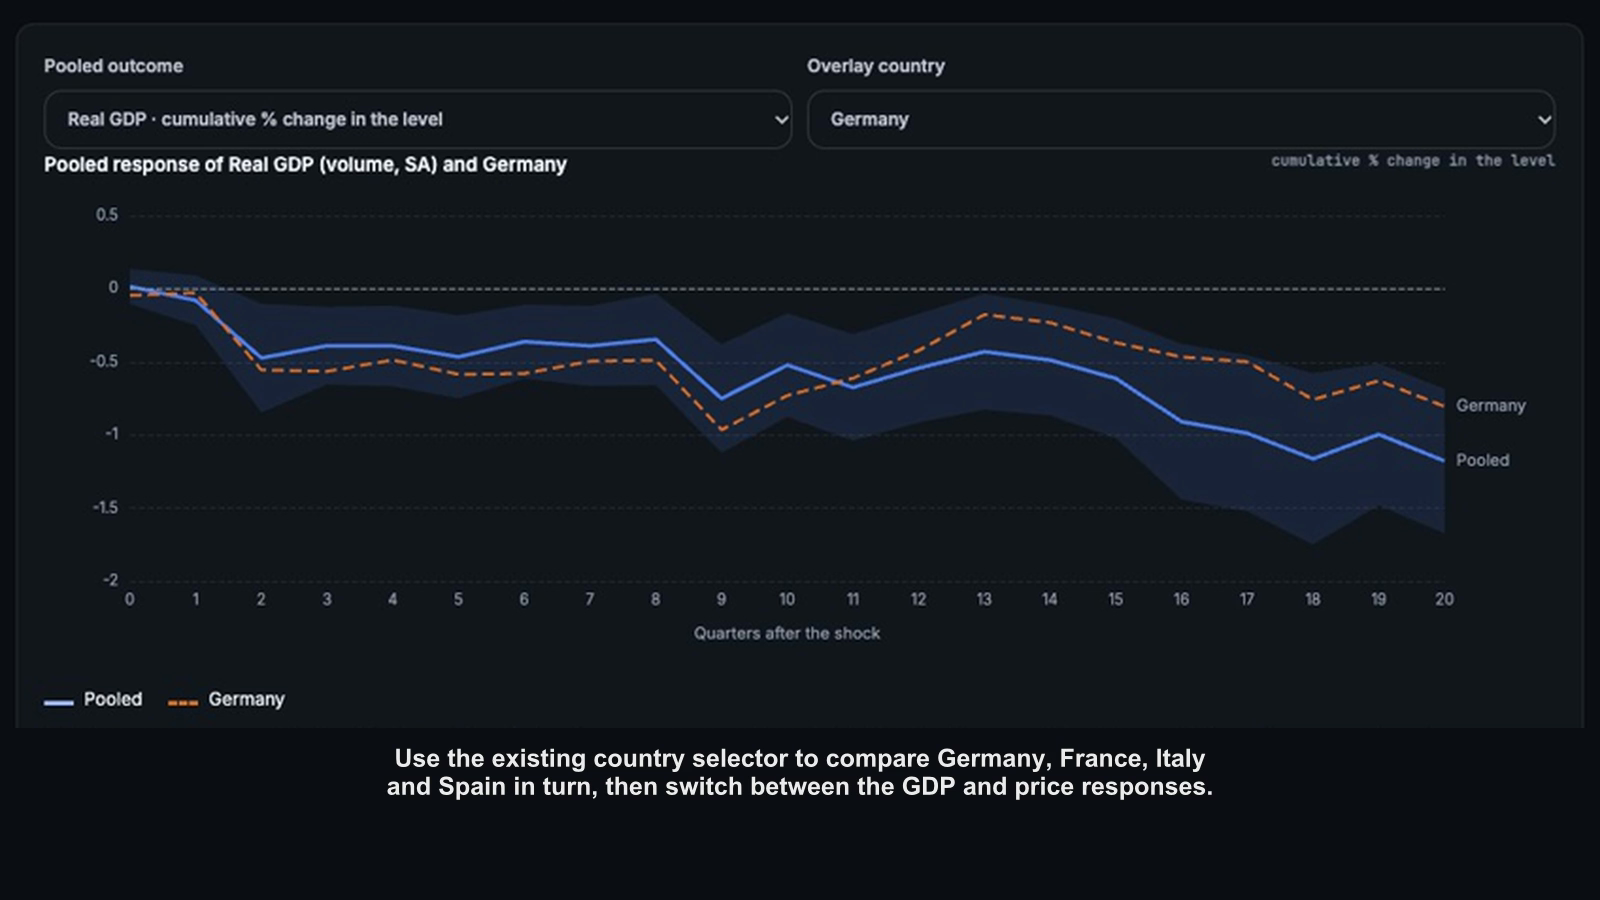 Pooled outcome
Overlay country
Real GDP · cumulative % change in the level
Germany
Pooled response of Real GDP (volume, SA) and Germany
cumulative % change in the level
0.5
0
-0.5
-1
-1.5
-2
Germany
Pooled
0 1 2 3 4 5 6 7 8 9 10 11 12 13 14 15 16 17 18 19 20
Quarters after the shock
Pooled Germany
Use the existing country selector to compare Germany, France, Italy
and Spain in turn, then switch between the GDP and price responses.